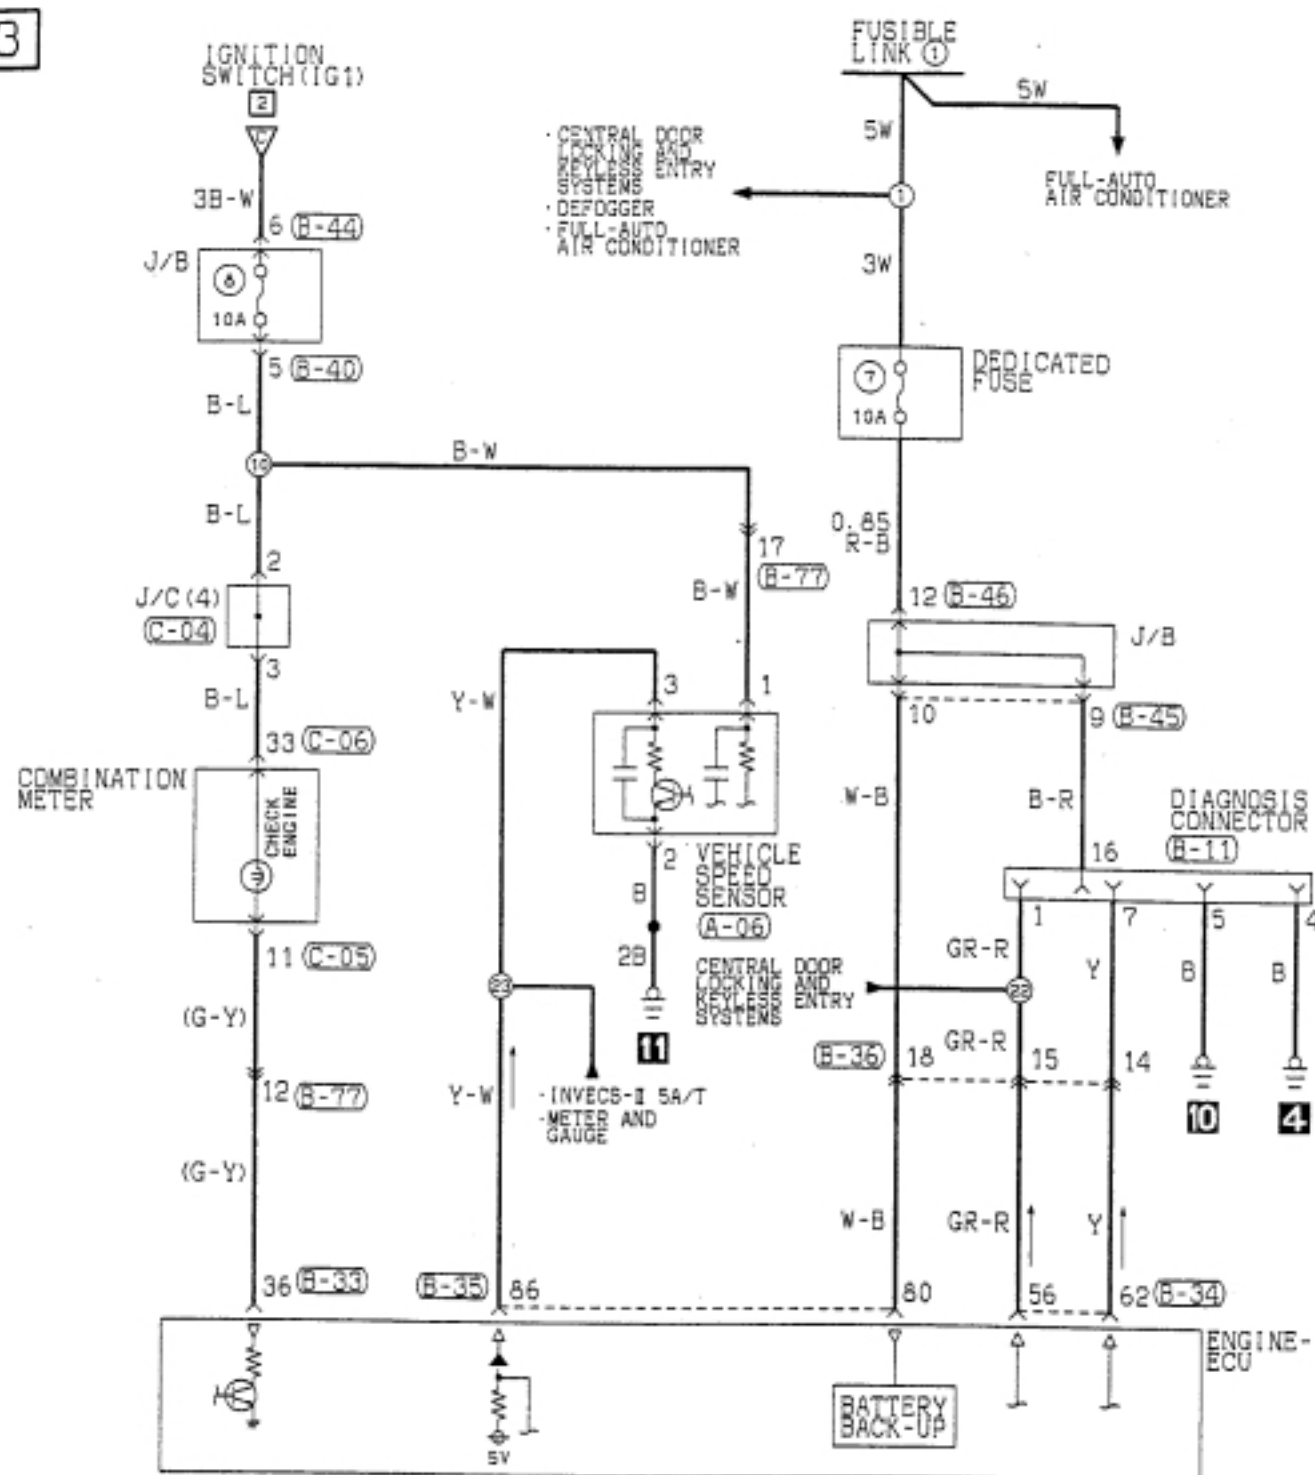 3
IGNITION
SWITCH(IG1)
2
C
3B-W
6 B-44
J/B
10A
5 B-40
B-L
10
B-W
B-L
2
J/C(4)
C-04
3
B-L
33 C-06
COMBINATION
METER
CHECK
ENGINE
11 C-05
(G-Y)
12 B-77
(G-Y)
36 B-33
FUSIBLE
LINK 1
5W
5W
FULL-AUTO
AIR CONDITIONER
1
· CENTRAL DOOR
LOCKING AND
KEYLESS ENTRY
SYSTEMS
· DEFOGGER
· FULL-AUTO
AIR CONDITIONER
3W
7
10A
DEDICATED
FUSE
0.85
R-B
12 B-46
J/B
10
9 B-45
17
B-77
B-W
Y-W
3
1
2
VEHICLE
SPEED
SENSOR
A-06
B
2B
11
23
Y-W
·INVECS-II 5A/T
·METER AND
GAUGE
B-35 86
W-B
B-R
DIAGNOSIS
CONNECTOR
B-11
16
1
7
5
4
GR-R
Y
B
B
CENTRAL DOOR
LOCKING AND
KEYLESS ENTRY
SYSTEMS
22
B-36 18
GR-R
15
14
10
4
W-B
GR-R
Y
80
56
62 B-34
ENGINE-
ECU
5V
BATTERY
BACK-UP